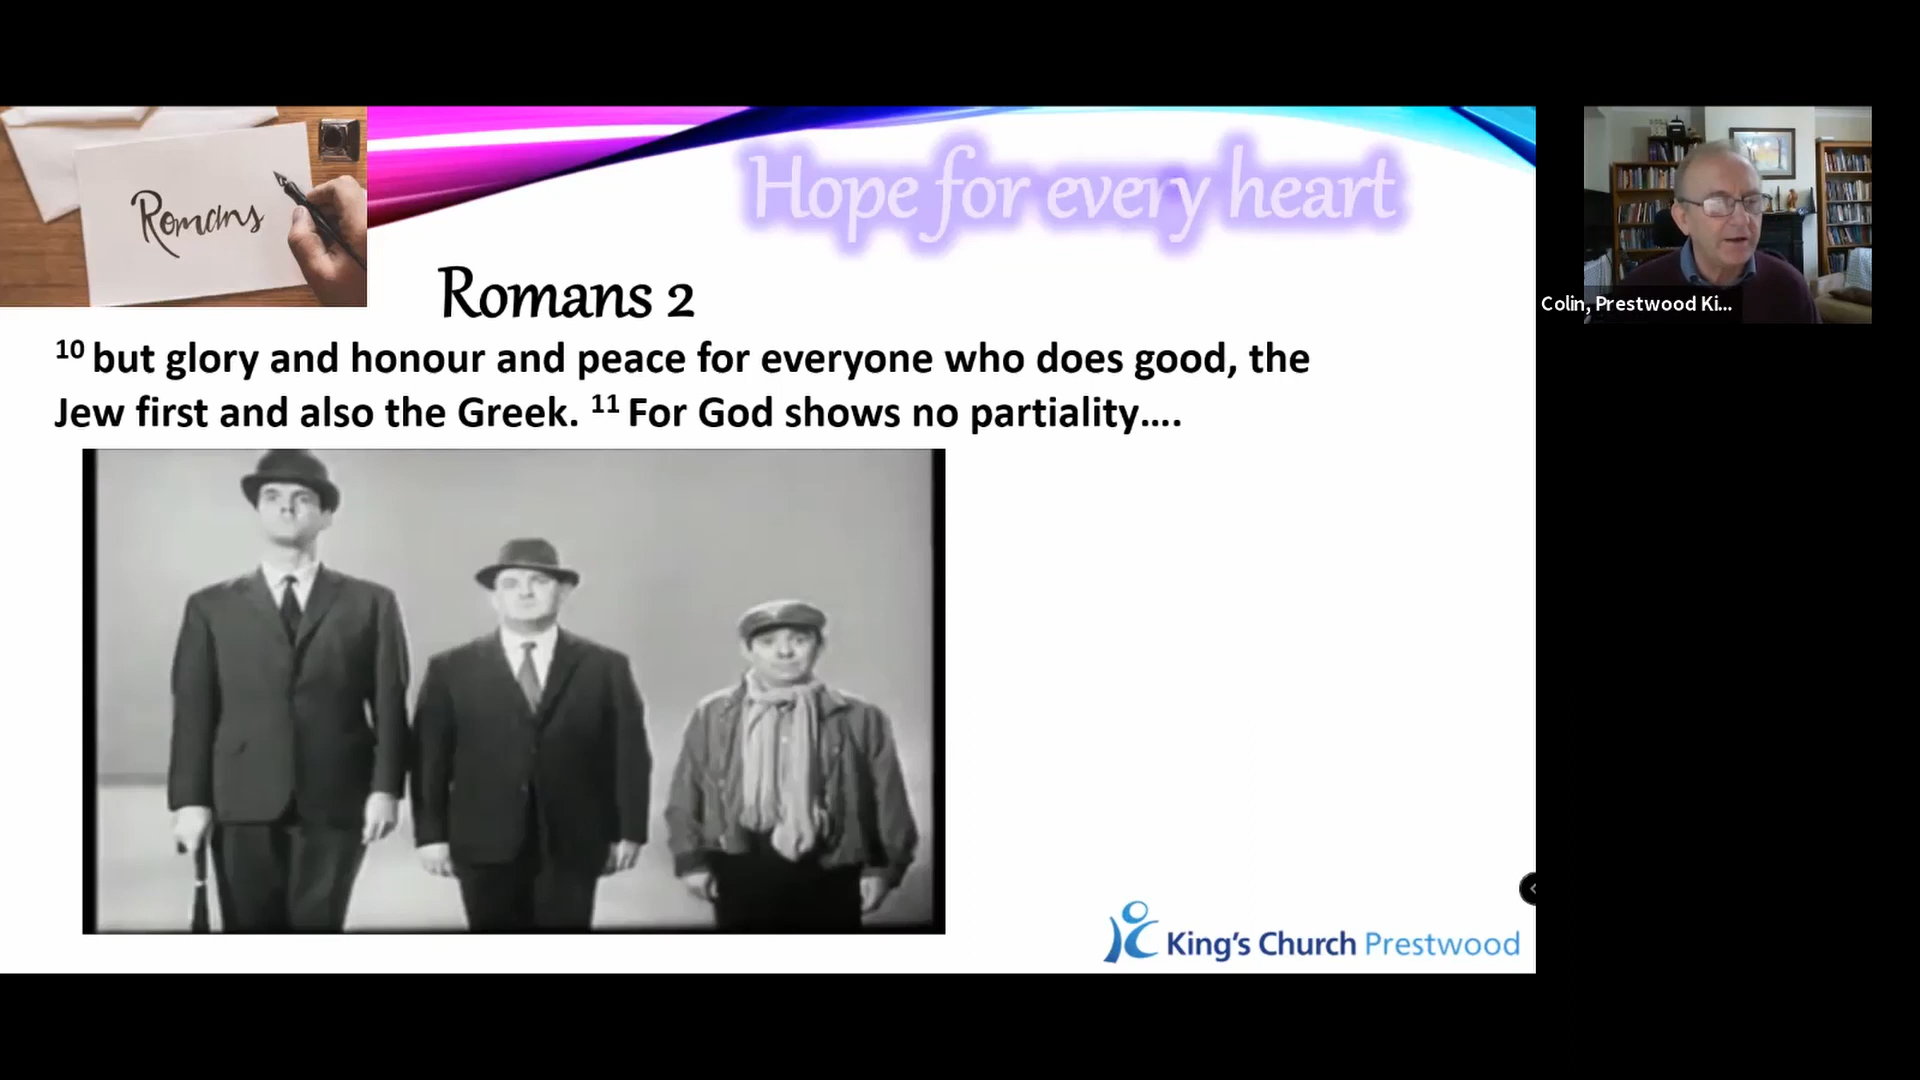 Romans
Hope for every heart
Romans 2
10 but glory and honour and peace for everyone who does good, the
Jew first and also the Greek. 11 For God shows no partiality....
King's Church Prestwood
Colin, Prestwood Ki...